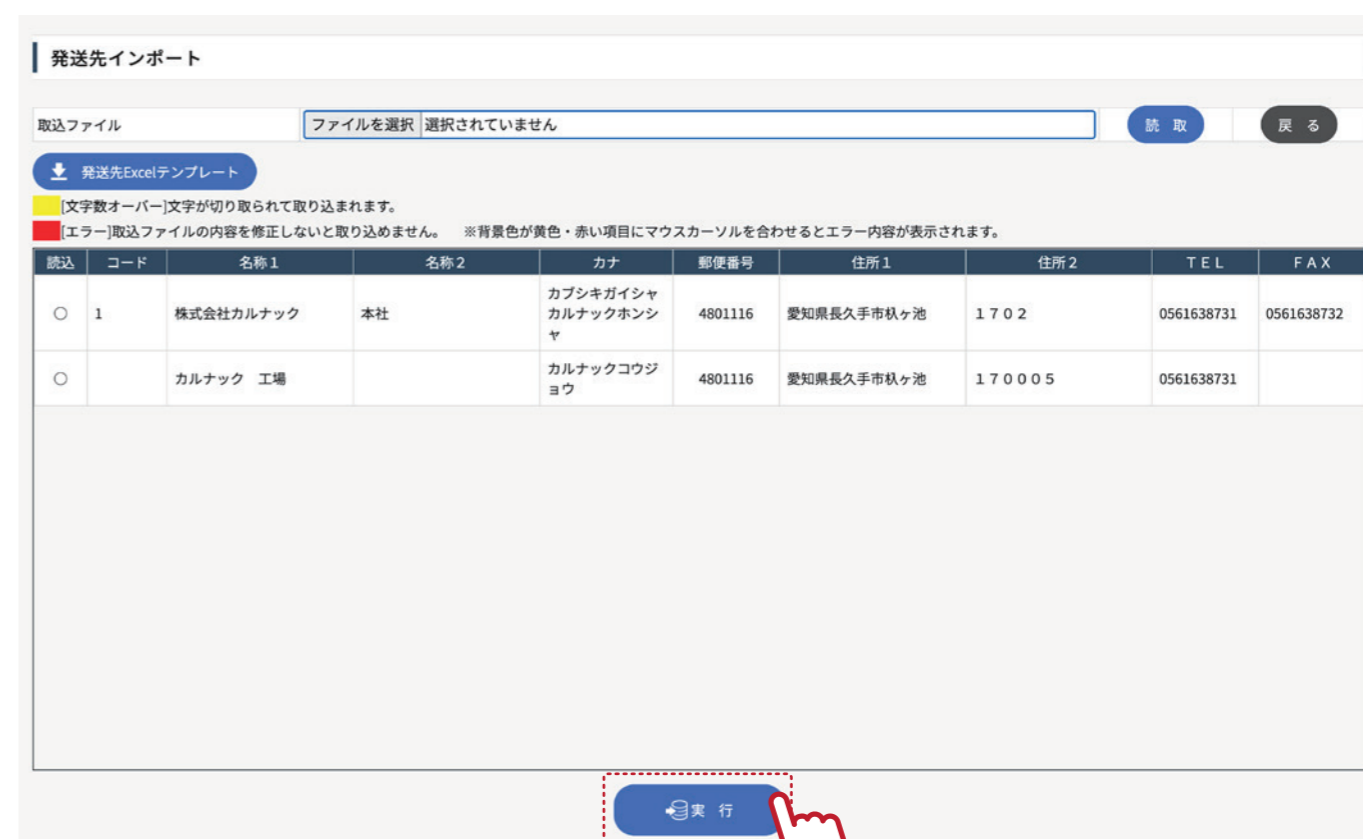 発送先インポート
取込ファイル ファイルを選択 選択されていません 読 取 戻 る
発送先Excelテンプレート
[文字数オーバー]文字が切り取られて取り込まれます。
[エラー]取込ファイルの内容を修正しないと取り込めません。 ※背景色が黄色・赤い項目にマウスカーソルを合わせるとエラー内容が表示されます。
読込 コード 名称１ 名称２ カナ 郵便番号 住所１ 住所２ ＴＥＬ ＦＡＸ
○ 1 株式会社カルナック 本社 カブシキガイシャ
カルナックホンシ
ャ 4801116 愛知県長久手市杁ヶ池 １７０２ 0561638731 0561638732
○ カルナック　工場 カルナックコウジ
ョウ 4801116 愛知県長久手市杁ヶ池 １７０００５ 0561638731
実 行